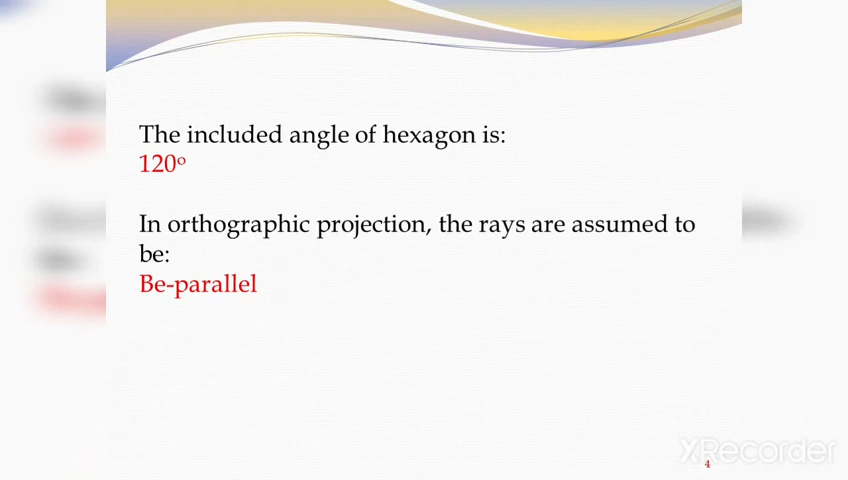 The included angle of hexagon is:
120º
In orthographic projection, the rays are assumed to
be:
Be-parallel
4
XRecorder